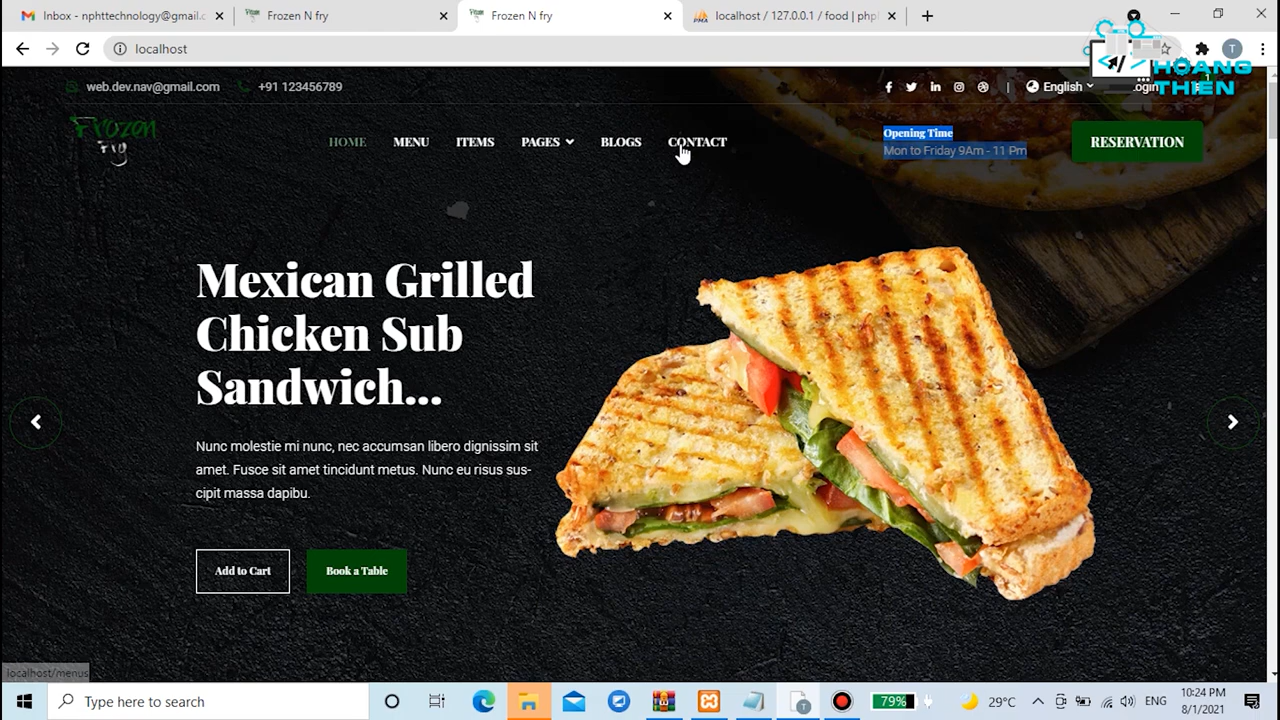 Inbox - nphttechnology@gmail.c
Frozen N fry
Frozen N fry
localhost / 127.0.0.1 / food | php
localhost
T
HOANG
THIEN
web.dev.nav@gmail.com
+91 123456789
English
Login
1
Frozen
Fry
HOME
MENU
ITEMS
PAGES
BLOGS
CONTACT
Opening Time
Mon to Friday 9Am - 11 Pm
RESERVATION
Mexican Grilled
Chicken Sub
Sandwich...
Nunc molestie mi nunc, nec accumsan libero dignissim sit
amet. Fusce sit amet tincidunt metus. Nunc eu risus sus-
cipit massa dapibu.
Add to Cart
Book a Table
localhost/menus
Type here to search
T
79%
29°C
ENG
10:24 PM
8/1/2021